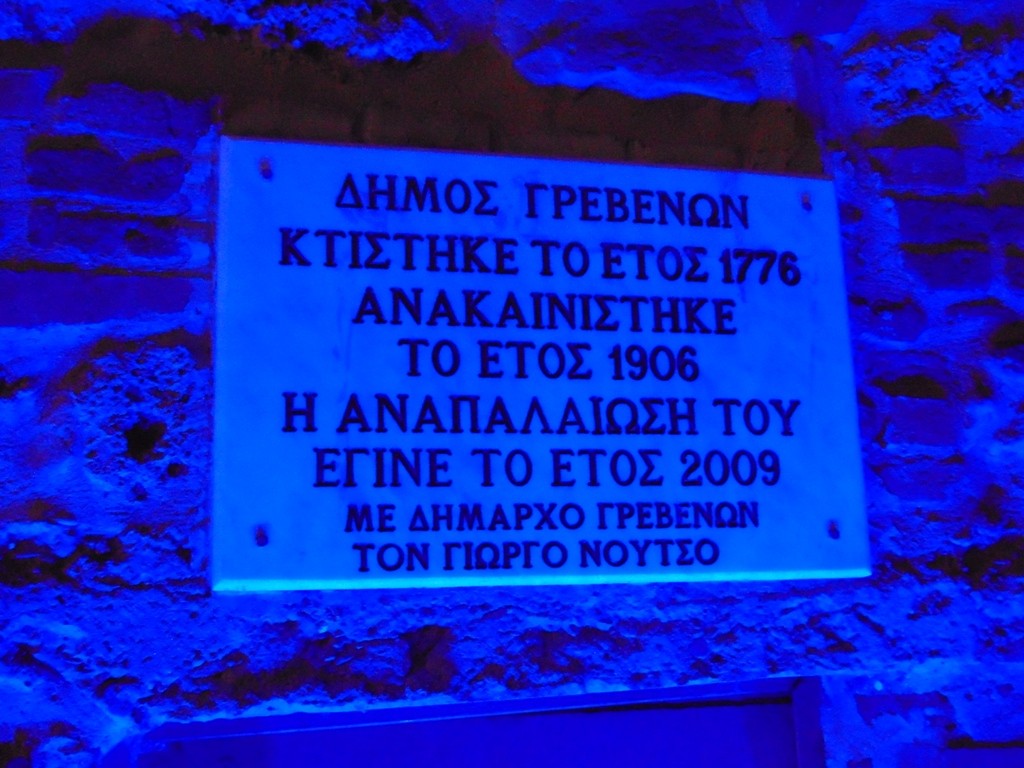 ΔΗΜΟΣ ΓΡΕΒΕΝΩΝ
ΚΤΙΣΤΗΚΕ ΤΟ ΕΤΟΣ 1776
ΑΝΑΚΑΙΝΙΣΤΗΚΕ
ΤΟ ΕΤΟΣ 1906
Η ΑΝΑΠΑΛΑΙΩΣΗ ΤΟΥ
ΕΓΙΝΕ ΤΟ ΕΤΟΣ 2009
ΜΕ ΔΗΜΑΡΧΟ ΓΡΕΒΕΝΩΝ
ΤΟΝ ΓΙΩΡΓΟ ΝΟΥΤΣΟ